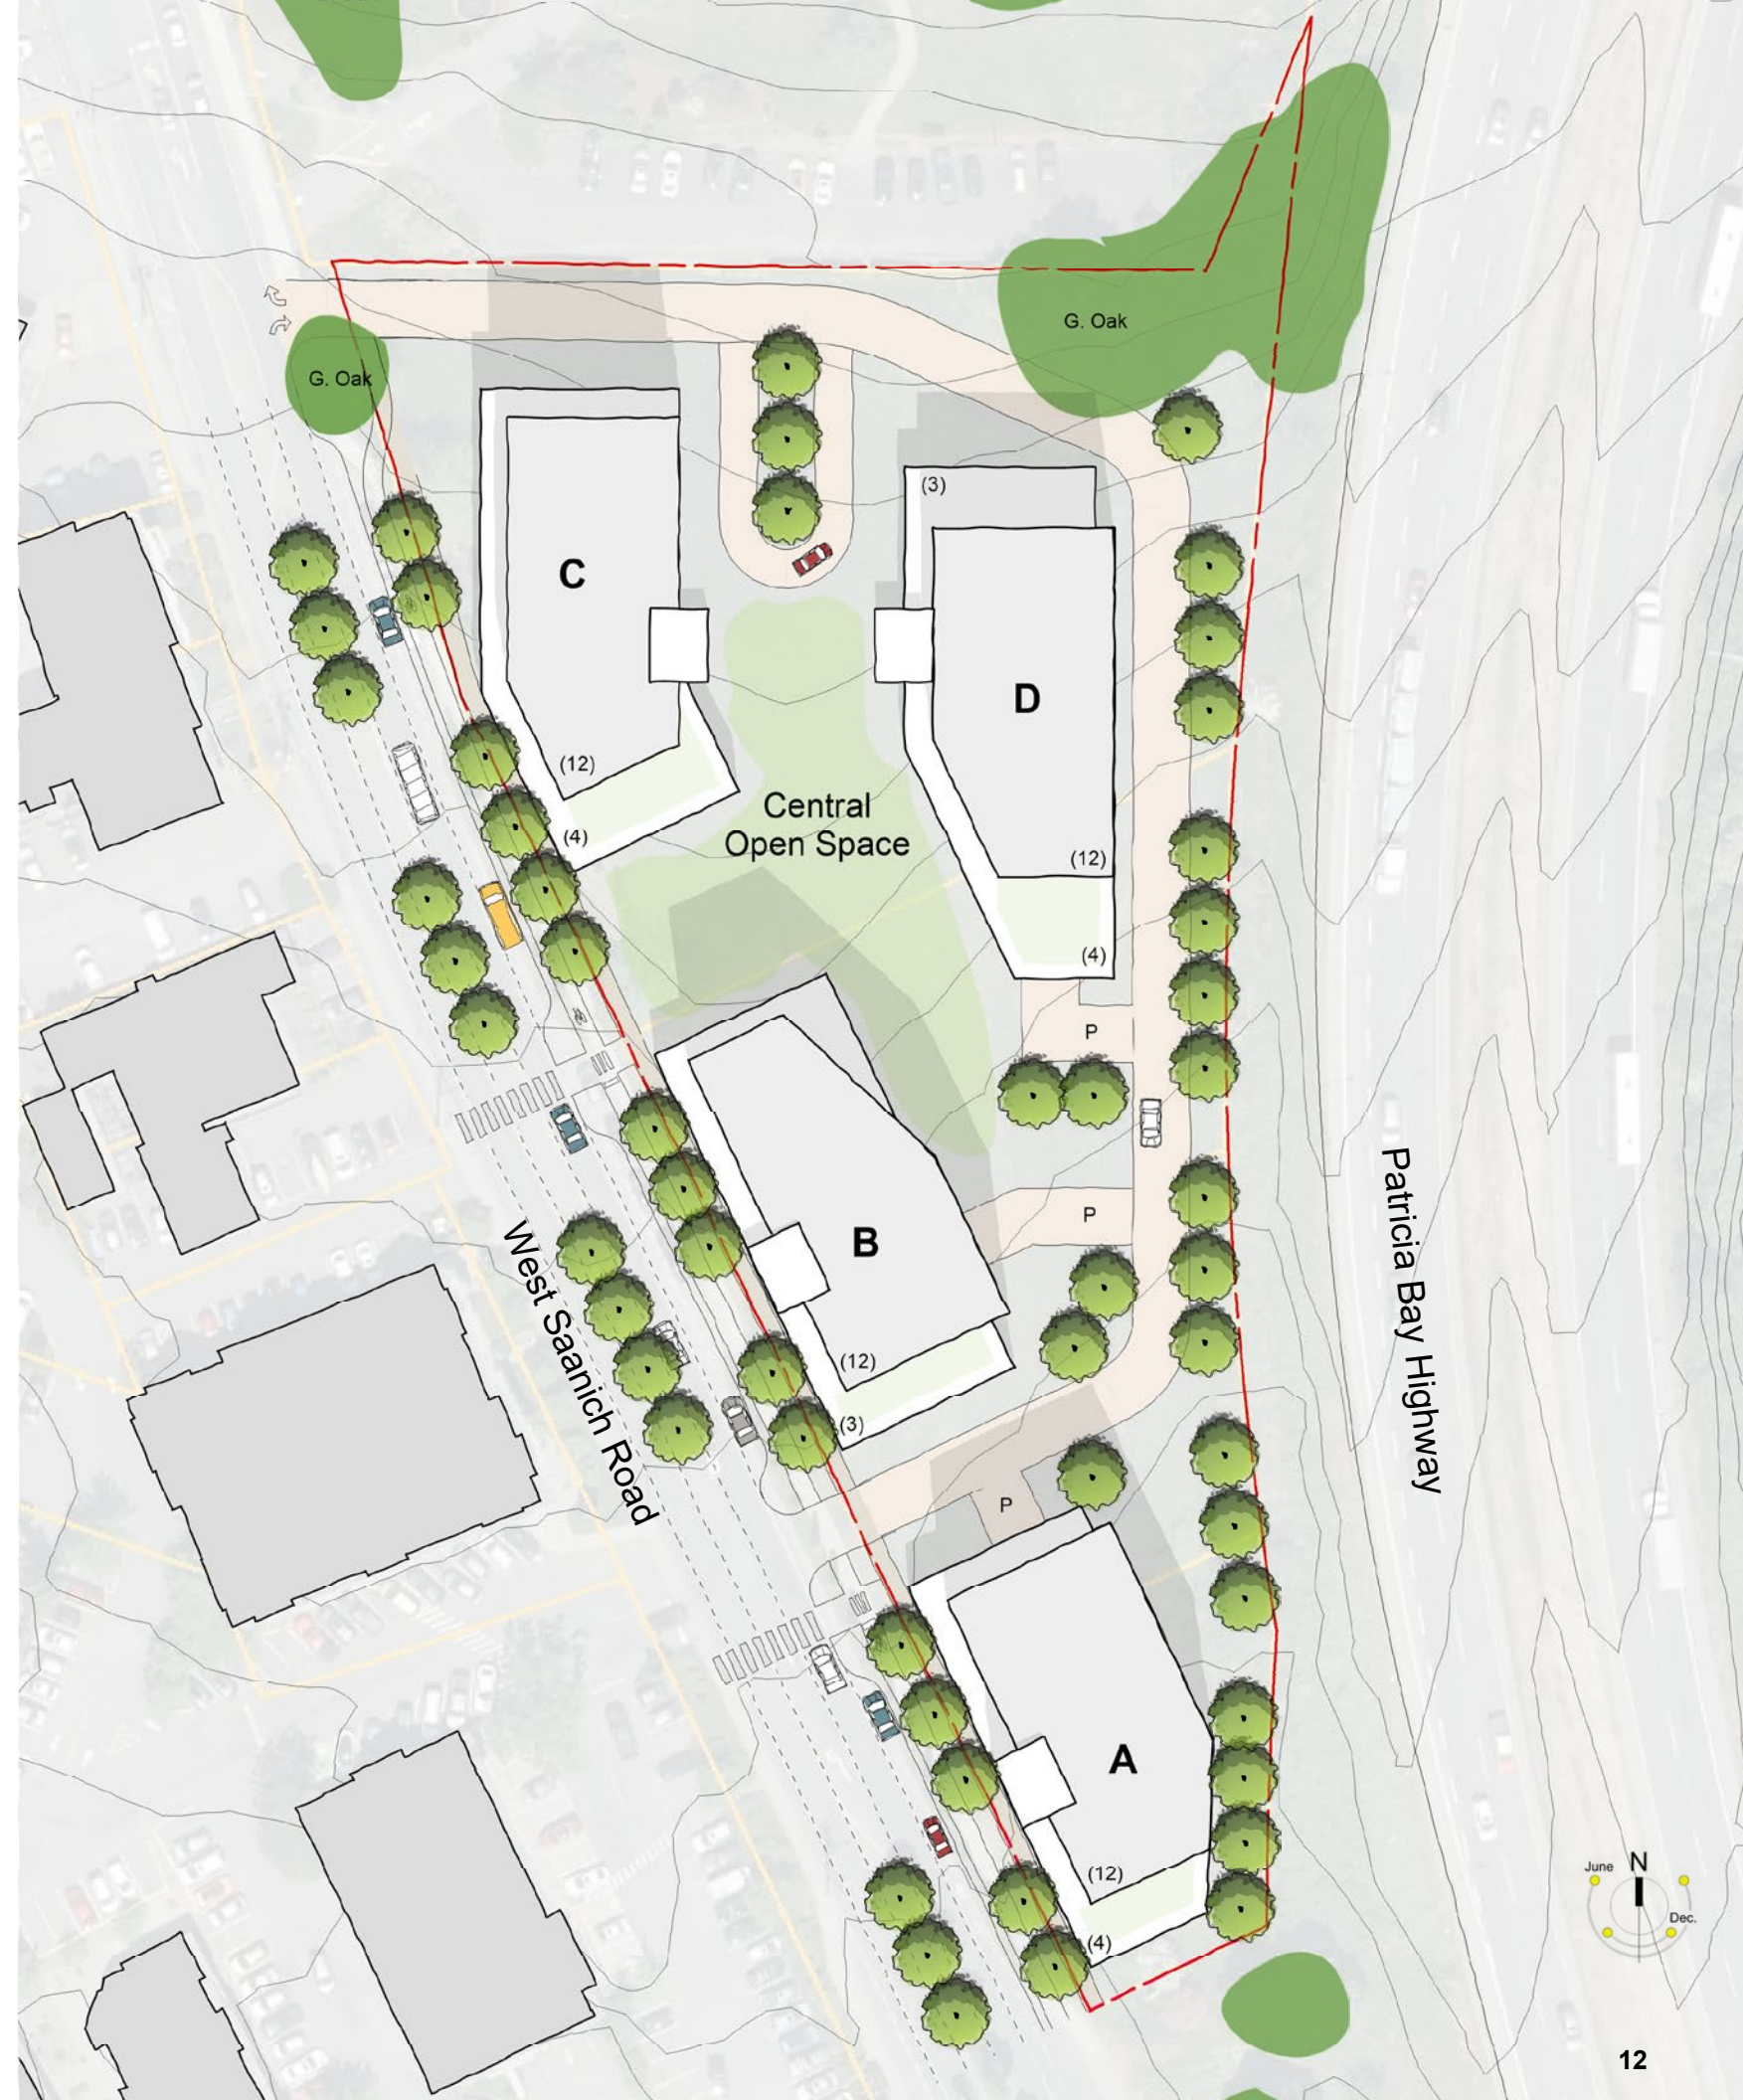 G. Oak
G. Oak
(3)
C
D
(12)
(4)
Central
Open Space
(12)
(4)
P
P
West Saanich Road
B
Patricia Bay Highway
(12)
(3)
P
A
(12)
(4)
June
N
Dec.
12